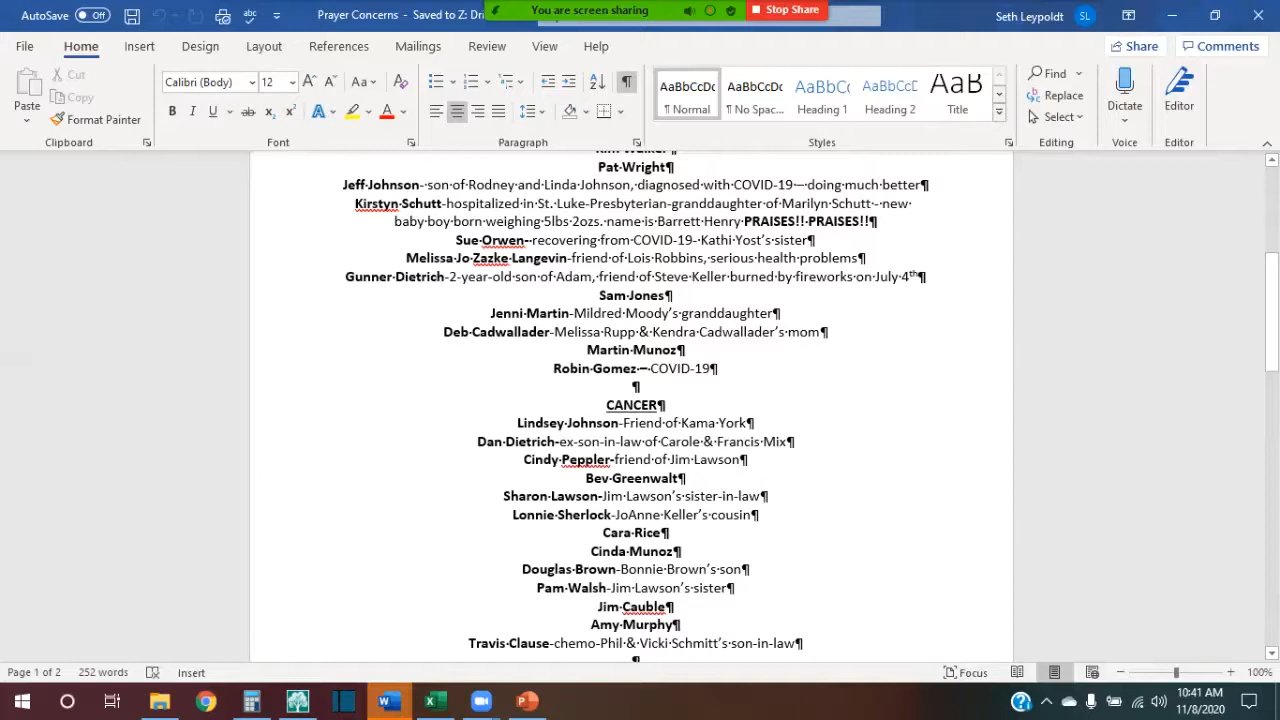 AutoSave Off Prayer Concerns - Saved to Z: Dri You are screen sharing Stop Share Seth Leypoldt SL
File Home Insert Design Layout References Mailings Review View Help Share Comments
Paste Cut Copy Format Painter
Calibri (Body) 12
AaBbCcDc AaBbCcDc AaBbCc AaBbCcD AaB
¶ Normal ¶ No Spac... Heading 1 Heading 2 Title
Find Replace Select
Dictate Editor
Clipboard Font Paragraph Styles Editing Voice Editor
Pat·Wright¶
Jeff·Johnson-·son·of·Rodney·and·Linda·Johnson,·diagnosed·with·COVID-19·–·doing·much·better¶
Kirstyn·Schutt-hospitalized·in·St.·Luke-Presbyterian-granddaughter·of·Marilyn·Schutt·-·new·
baby·boy·born·weighing·5lbs·2ozs.·name·is·Barrett·Henry·PRAISES!!·PRAISES!!¶
Sue·Orwen-·recovering·from·COVID-19-·Kathi·Yost's·sister¶
Melissa·Jo·Zazke·Langevin-friend·of·Lois·Robbins,·serious·health·problems¶
Gunner·Dietrich-2-year-old·son·of·Adam,·friend·of·Steve·Keller·burned·by·fireworks·on·July·4th¶
Sam·Jones¶
Jenni·Martin-Mildred·Moody's·granddaughter¶
Deb·Cadwallader-Melissa·Rupp·&·Kendra·Cadwallader's·mom¶
Martin·Munoz¶
Robin·Gomez·–·COVID-19¶
¶
CANCER¶
Lindsey·Johnson-Friend·of·Kama·York¶
Dan·Dietrich-ex-son-in-law·of·Carole·&·Francis·Mix¶
Cindy·Peppler-friend·of·Jim·Lawson¶
Bev·Greenwalt¶
Sharon·Lawson-Jim·Lawson's·sister-in-law¶
Lonnie·Sherlock-JoAnne·Keller's·cousin¶
Cara·Rice¶
Cinda·Munoz¶
Douglas·Brown-Bonnie·Brown's·son¶
Pam·Walsh-Jim·Lawson's·sister¶
Jim·Cauble¶
Amy·Murphy¶
Travis·Clause-chemo-Phil·&·Vicki·Schmitt's·son-in-law¶
¶
Page 1 of 2 252 words Insert Focus 100%
10:41 AM
11/8/2020